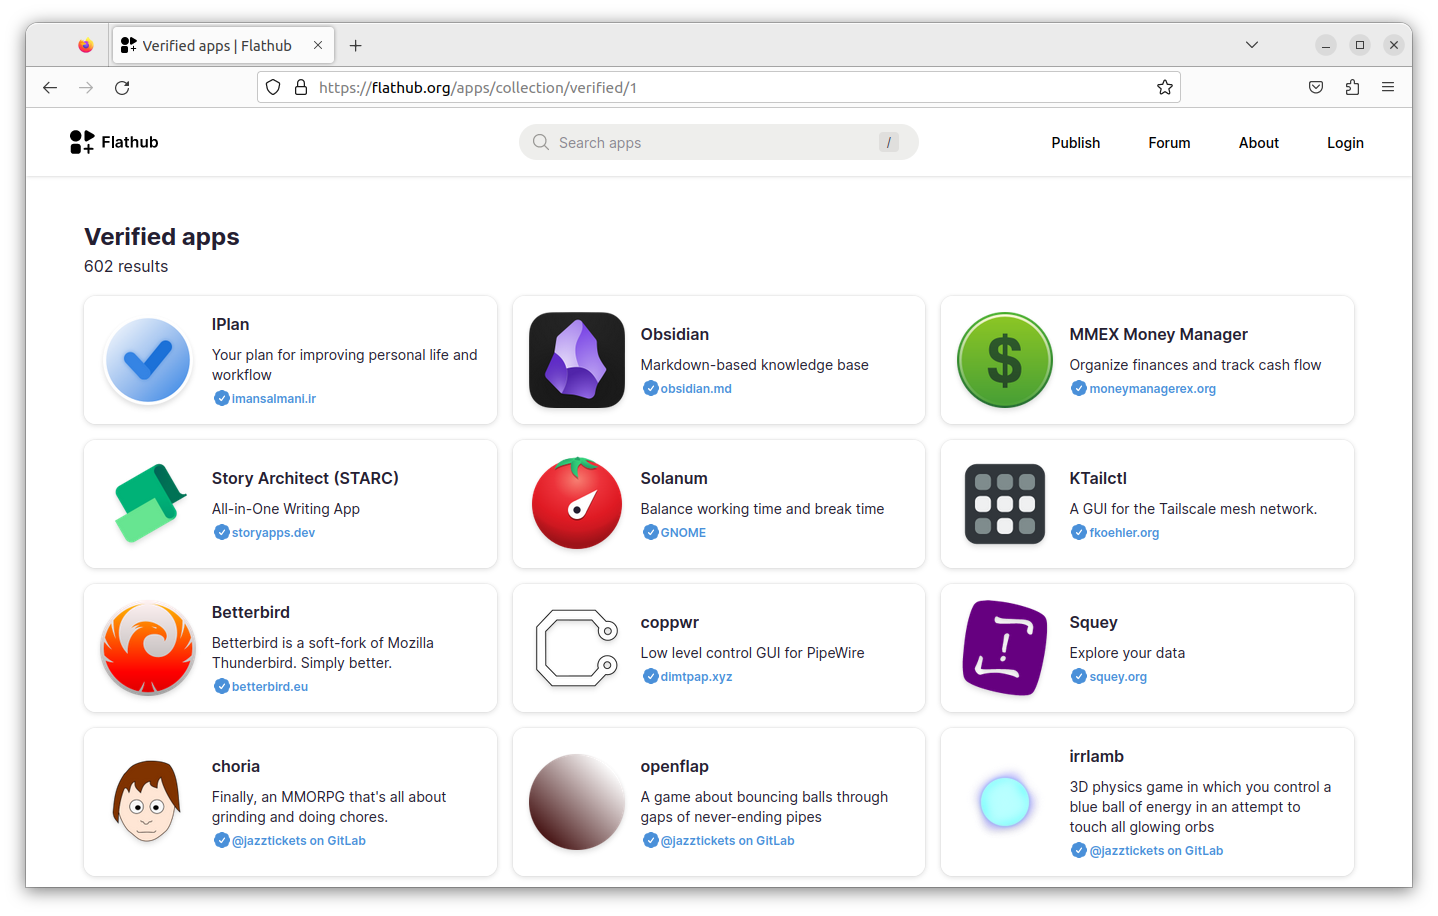 Verified apps | Flathub
https://flathub.org/apps/collection/verified/1
Flathub
Search apps
/
Publish
Forum
About
Login
Verified apps
602 results
IPlan
Your plan for improving personal life and
workflow
imansalmani.ir
Obsidian
Markdown-based knowledge base
obsidian.md
MMEX Money Manager
Organize finances and track cash flow
moneymanagerex.org
$
Story Architect (STARC)
All-in-One Writing App
storyapps.dev
Solanum
Balance working time and break time
GNOME
KTailctl
A GUI for the Tailscale mesh network.
fkoehler.org
Betterbird
Betterbird is a soft-fork of Mozilla
Thunderbird. Simply better.
betterbird.eu
coppwr
Low level control GUI for PipeWire
dimtpap.xyz
Squey
Explore your data
squey.org
choria
Finally, an MMORPG that's all about
grinding and doing chores.
@jazztickets on GitLab
openflap
A game about bouncing balls through
gaps of never-ending pipes
@jazztickets on GitLab
irrlamb
3D physics game in which you control a
blue ball of energy in an attempt to
touch all glowing orbs
@jazztickets on GitLab